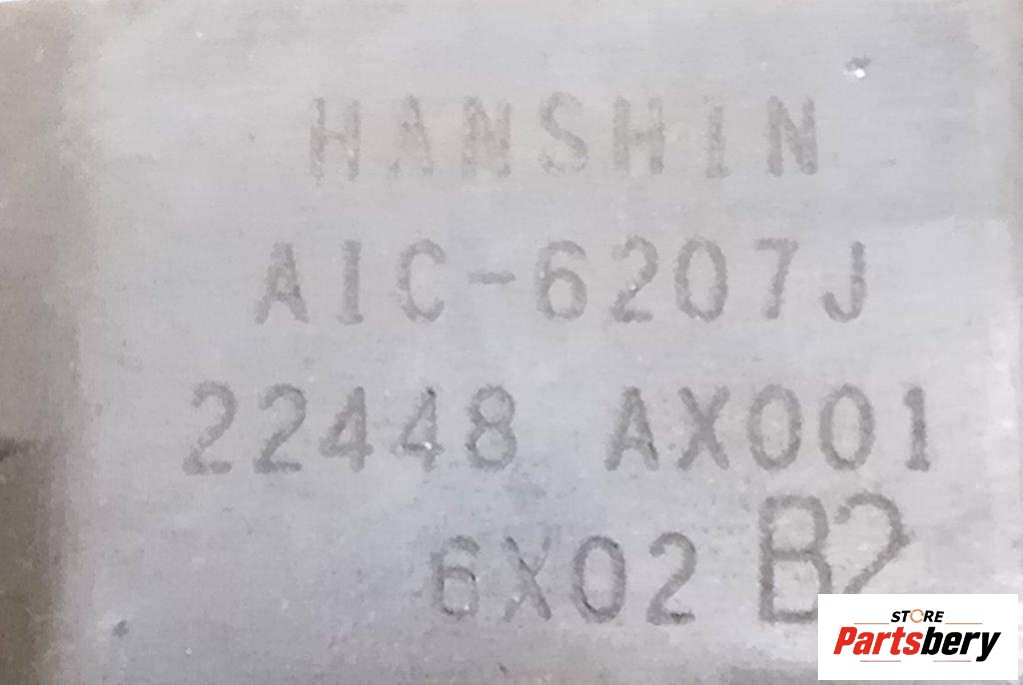 HANSHIN
AIC-6207J
22448 AX001
6X02 B2
STORE
Partsbery